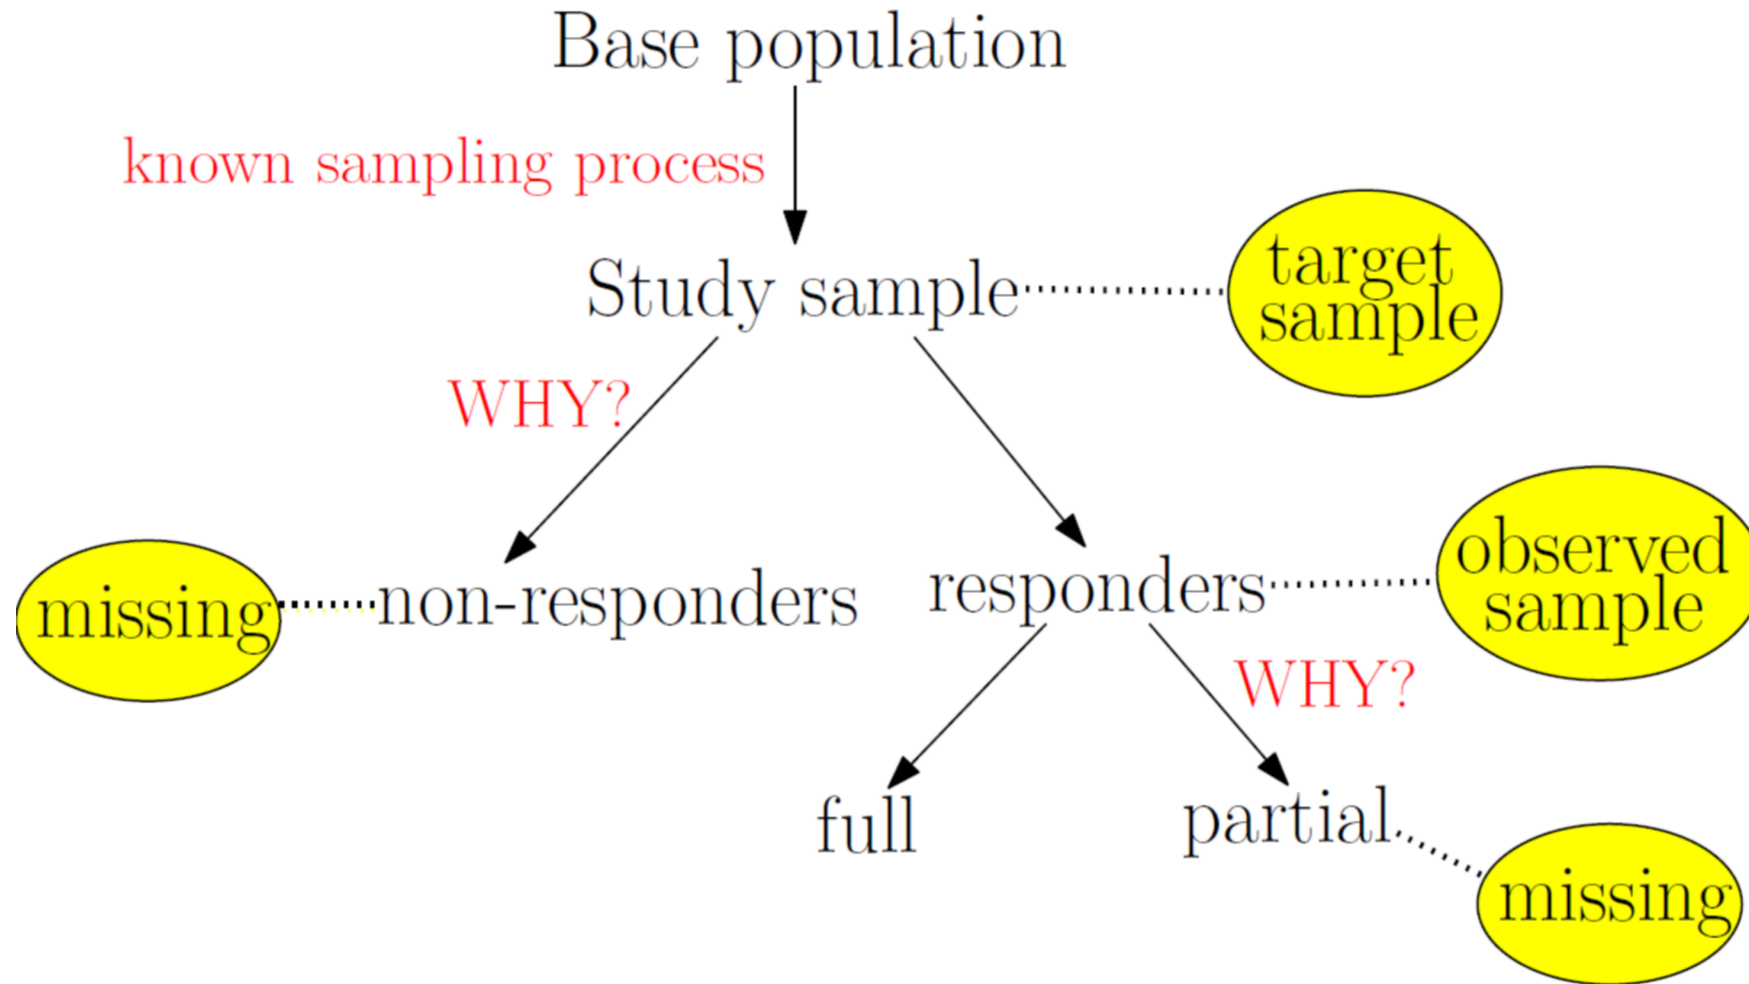 Base population
known sampling process
Study sample
target
sample
WHY?
missing
non-responders
responders
observed
sample
WHY?
full
partial
missing